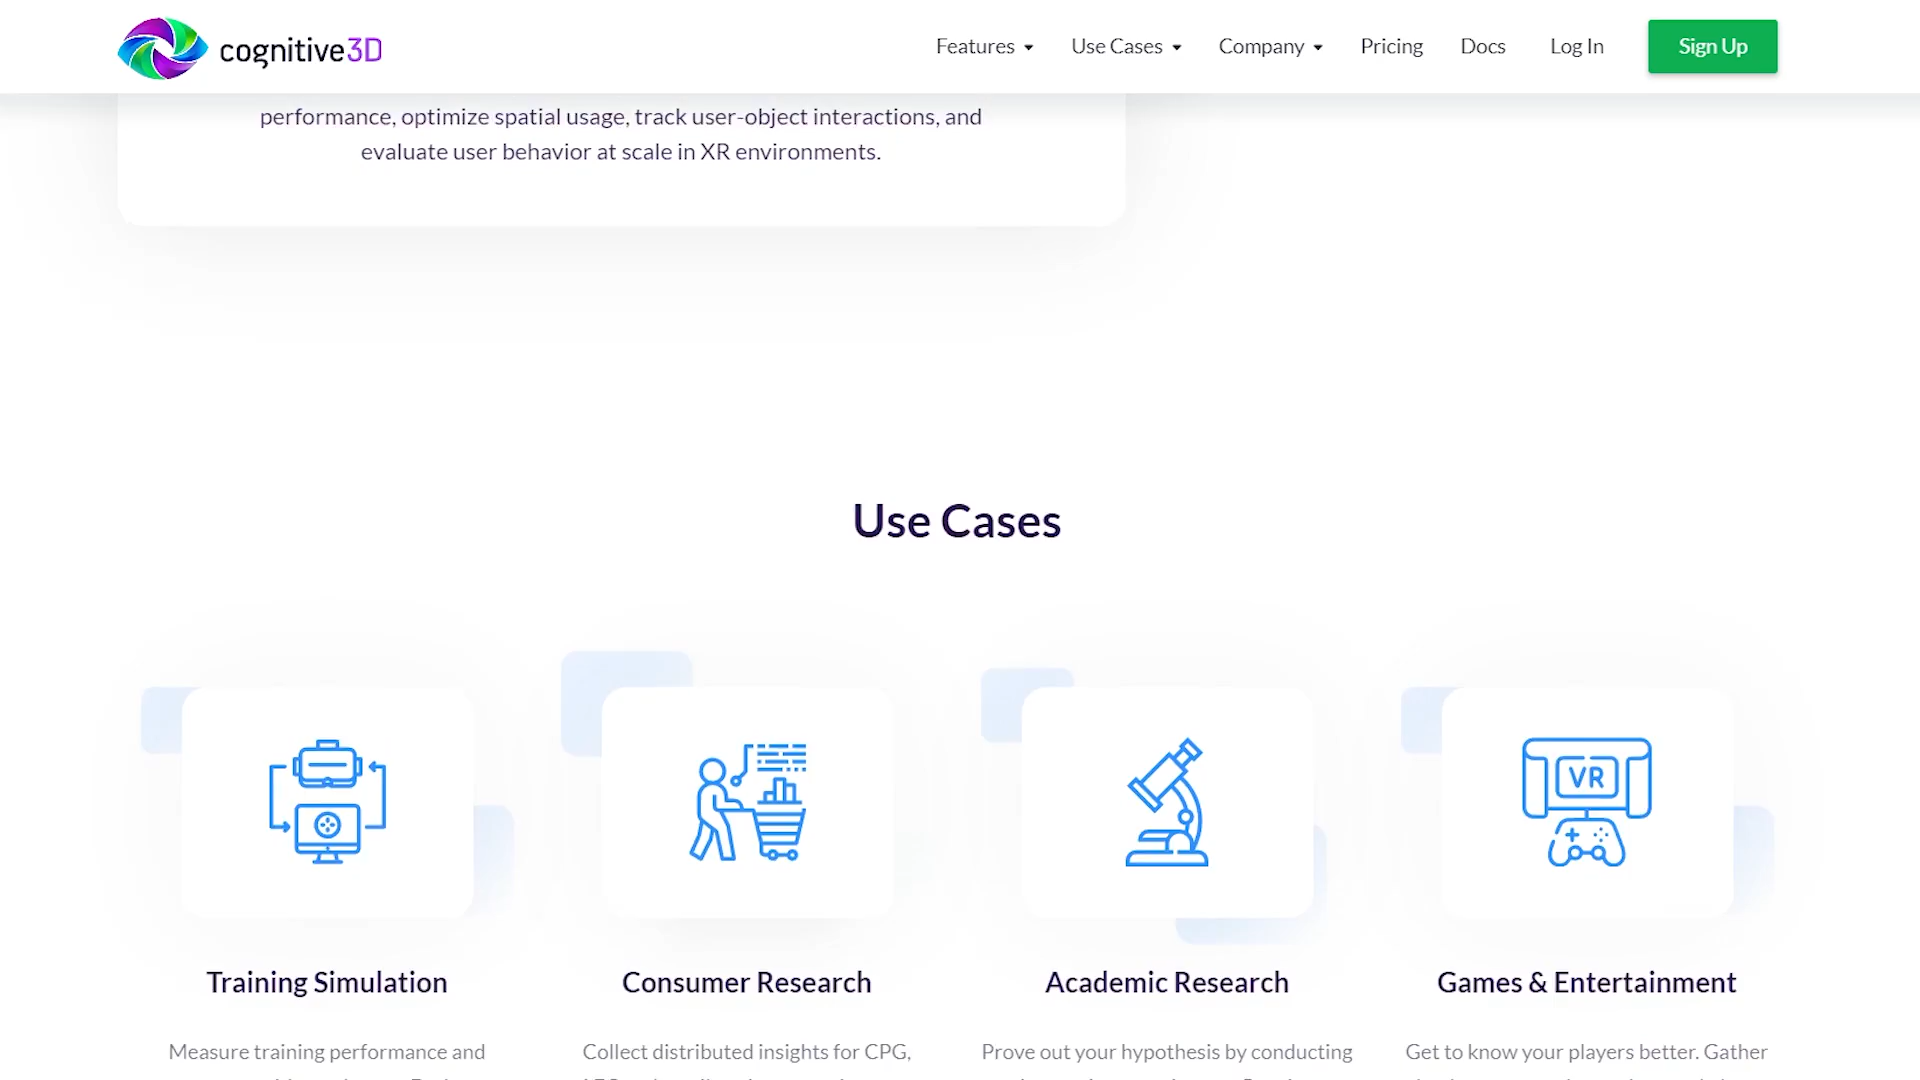 cognitive3D
Features
Use Cases
Company
Pricing
Docs
Log In
Sign Up
performance, optimize spatial usage, track user-object interactions, and
evaluate user behavior at scale in XR environments.
Use Cases
VR
Training Simulation
Consumer Research
Academic Research
Games & Entertainment
Measure training performance and
Collect distributed insights for CPG,
Prove out your hypothesis by conducting
Get to know your players better. Gather